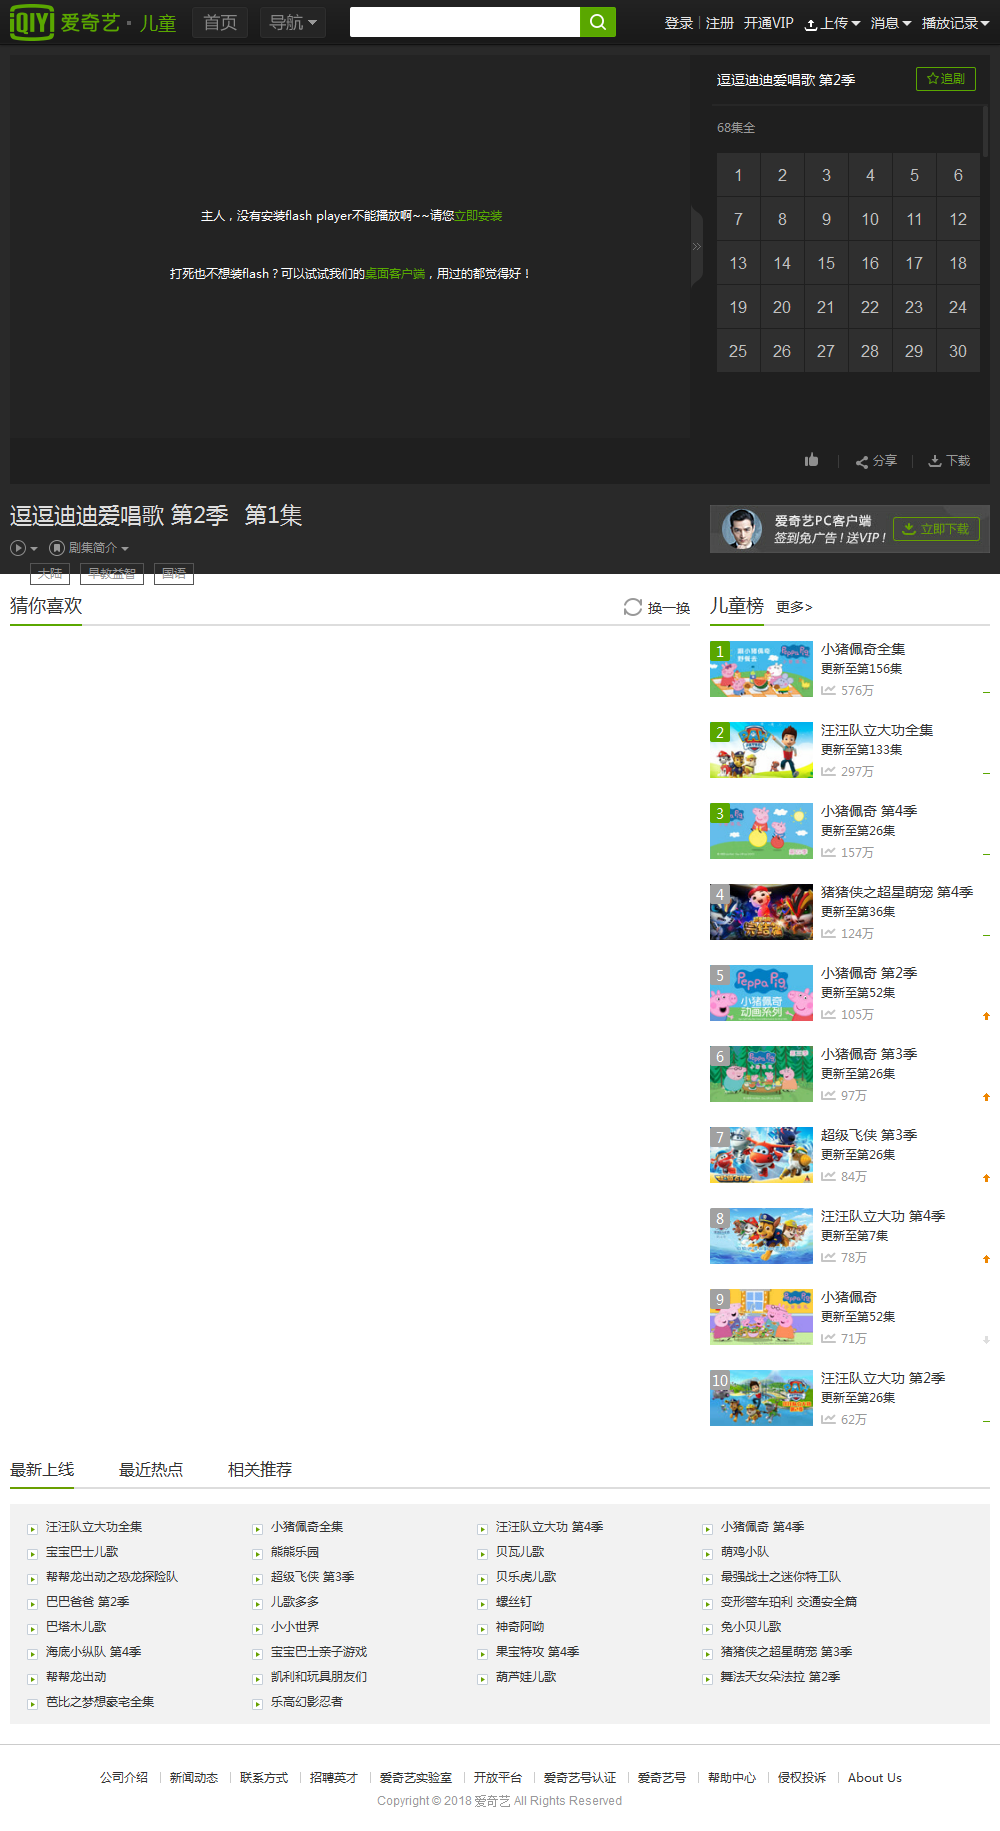 iQIYI 爱奇艺 · 儿童 首页 导航 登录 注册 开通VIP 上传 消息 播放记录
逗逗迪迪爱唱歌 第2季 追剧
68集全
1 2 3 4 5 6
7 8 9 10 11 12
13 14 15 16 17 18
19 20 21 22 23 24
25 26 27 28 29 30
主人，没有安装flash player不能播放啊~~请您立即安装
打死也不想装flash？可以试试我们的桌面客户端，用过的都觉得好！
分享 下载
逗逗迪迪爱唱歌 第2季 第1集
剧集简介
大陆 早教益智 国语
爱奇艺PC客户端
签到免广告！送VIP！
立即下载
猜你喜欢 换一换
儿童榜 更多>
1 小猪佩奇全集
更新至第156集
576万
2 汪汪队立大功全集
更新至第133集
297万
3 小猪佩奇 第4季
更新至第26集
157万
4 猪猪侠之超星萌宠 第4季
更新至第36集
124万
5 小猪佩奇 第2季
更新至第52集
105万
6 小猪佩奇 第3季
更新至第26集
97万
7 超级飞侠 第3季
更新至第26集
84万
8 汪汪队立大功 第4季
更新至第7集
78万
9 小猪佩奇
更新至第52集
71万
10 汪汪队立大功 第2季
更新至第26集
62万
最新上线 最近热点 相关推荐
汪汪队立大功全集 小猪佩奇全集 汪汪队立大功 第4季 小猪佩奇 第4季
宝宝巴士儿歌 熊熊乐园 贝瓦儿歌 萌鸡小队
帮帮龙出动之恐龙探险队 超级飞侠 第3季 贝乐虎儿歌 最强战士之迷你特工队
巴巴爸爸 第2季 儿歌多多 螺丝钉 变形警车珀利 交通安全篇
巴塔木儿歌 小小世界 神奇阿呦 兔小贝儿歌
海底小纵队 第4季 宝宝巴士亲子游戏 果宝特攻 第4季 猪猪侠之超星萌宠 第3季
帮帮龙出动 凯利和玩具朋友们 葫芦娃儿歌 舞法天女朵法拉 第2季
芭比之梦想豪宅全集 乐高幻影忍者
公司介绍 新闻动态 联系方式 招聘英才 爱奇艺实验室 开放平台 爱奇艺号认证 爱奇艺号 帮助中心 侵权投诉 About Us
Copyright © 2018 爱奇艺 All Rights Reserved